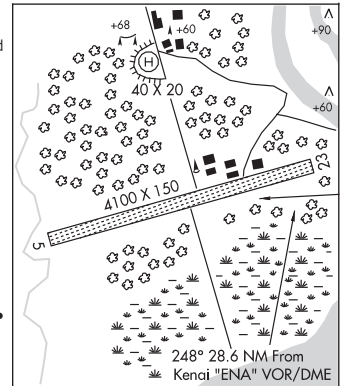 d
+68
+60
+90
H
40 X 20
+60
4100 X 150
23
5
248° 28.6 NM From
Kenai "ENA" VOR/DME